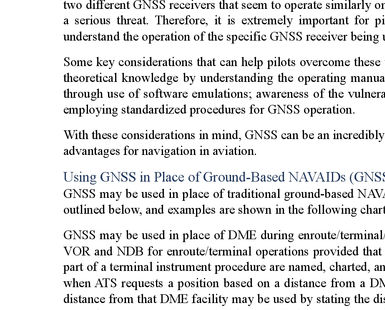 two different GNSS receivers that seem to operate similarly or
a serious threat. Therefore, it is extremely important for pi
understand the operation of the specific GNSS receiver being u
Some key considerations that can help pilots overcome these
theoretical knowledge by understanding the operating manua
through use of software emulations; awareness of the vulnera
employing standardized procedures for GNSS operation.
With these considerations in mind, GNSS can be an incredibly
advantages for navigation in aviation.
Using GNSS in Place of Ground-Based NAVAIDs (GNSS
GNSS may be used in place of traditional ground-based NAVA
outlined below, and examples are shown in the following chart
GNSS may be used in place of DME during enroute/terminal/
VOR and NDB for enroute/terminal operations provided that
part of a terminal instrument procedure are named, charted, an
when ATS requests a position based on a distance from a DM
distance from that DME facility may be used by stating the dis